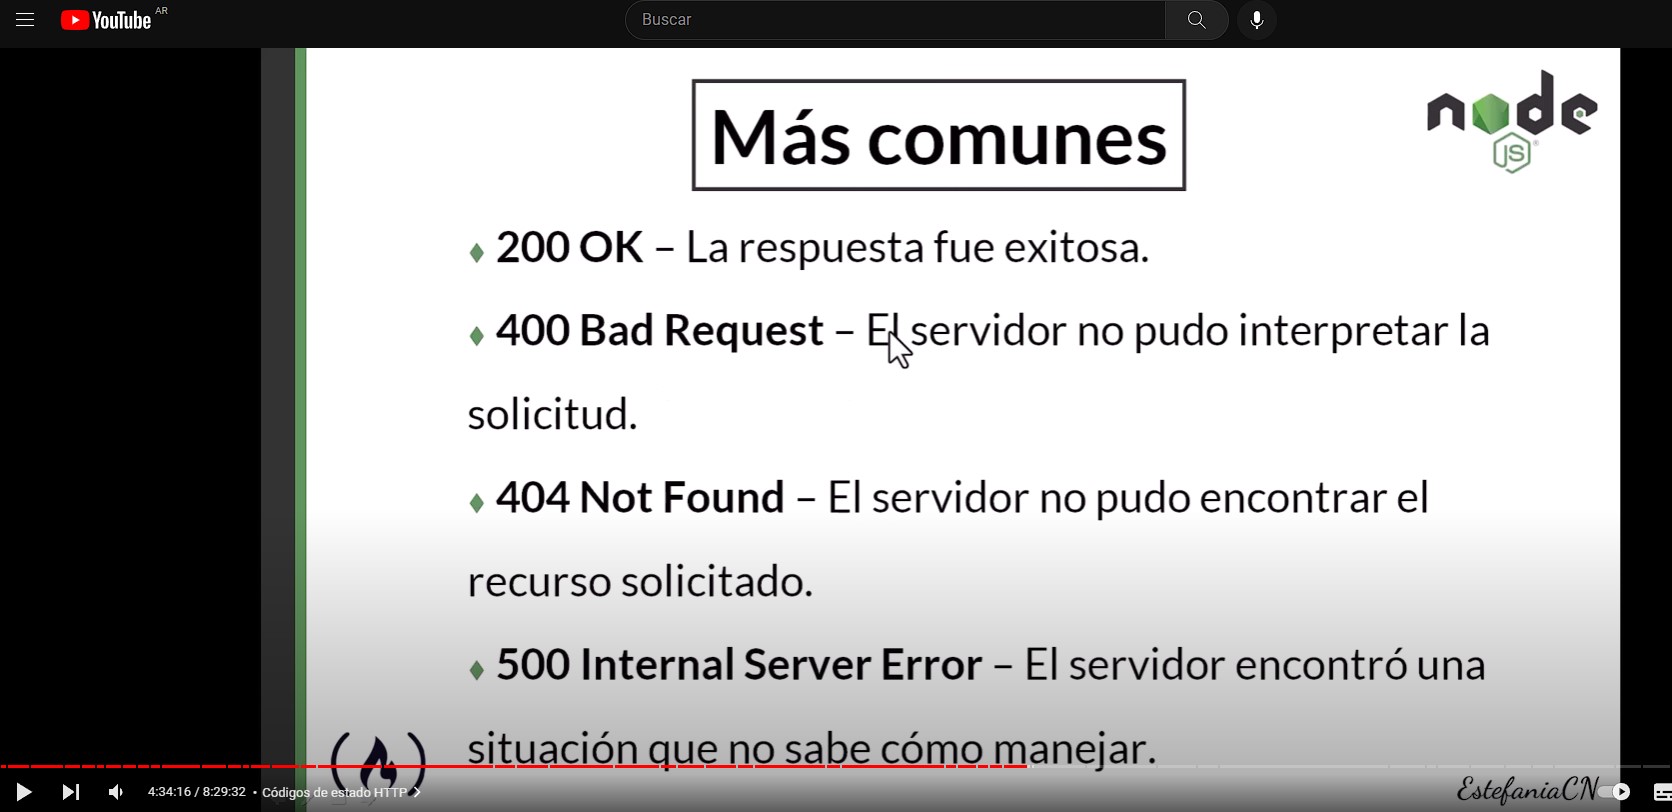 YouTube AR
Buscar
Más comunes
node
JS
200 OK – La respuesta fue exitosa.
400 Bad Request – El servidor no pudo interpretar la
solicitud.
404 Not Found – El servidor no pudo encontrar el
recurso solicitado.
500 Internal Server Error – El servidor encontró una
situación que no sabe cómo manejar.
EstefaniaCN
4:34:16 / 8:29:32 • Códigos de estado HTTP